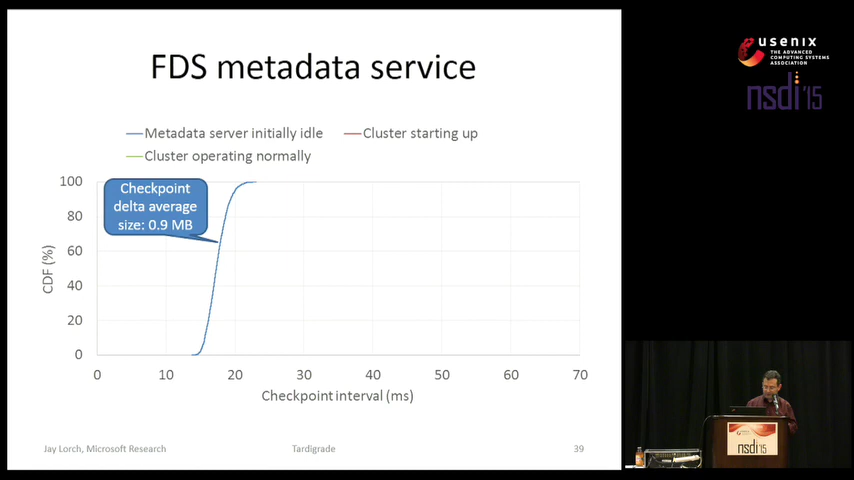 FDS metadata service
Metadata server initially idle
Cluster starting up
Cluster operating normally
Checkpoint
delta average
size: 0.9 MB
100
80
60
40
20
0
CDF (%)
0 10 20 30 40 50 60 70
Checkpoint interval (ms)
Jay Lorch, Microsoft Research
Tardigrade
39
usenix
THE ADVANCED
COMPUTING SYSTEMS
ASSOCIATION
nsdi'15
nsdi'15